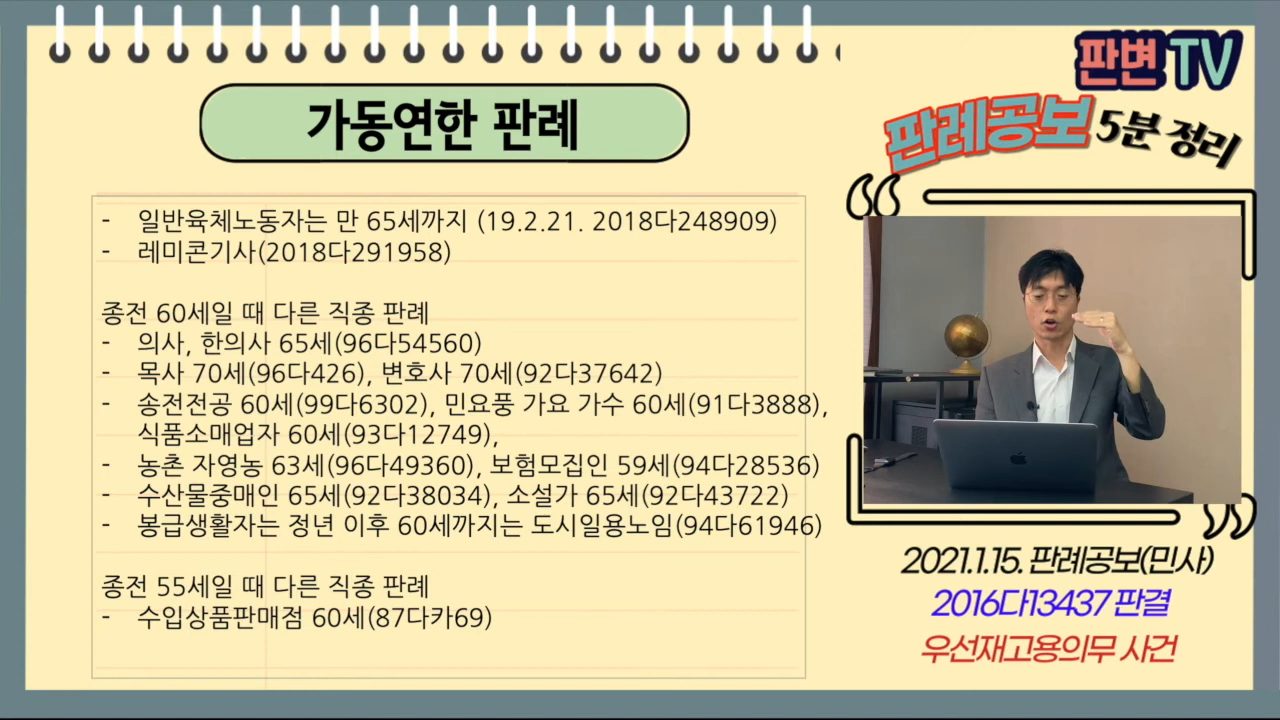 가동연한 판례
- 일반육체노동자는 만 65세까지 (19.2.21. 2018다248909)
- 레미콘기사(2018다291958)
종전 60세일 때 다른 직종 판례
- 의사, 한의사 65세(96다54560)
- 목사 70세(96다426), 변호사 70세(92다37642)
- 송전전공 60세(99다6302), 민요풍 가요 가수 60세(91다3888),
식품소매업자 60세(93다12749),
- 농촌 자영농 63세(96다49360), 보험모집인 59세(94다28536)
- 수산물중매인 65세(92다38034), 소설가 65세(92다43722)
- 봉급생활자는 정년 이후 60세까지는 도시일용노임(94다61946)
종전 55세일 때 다른 직종 판례
- 수입상품판매점 60세(87다카69)
판변 TV
판례공보 5분 정리
2021.1.15. 판례공보(민사)
2016다13437 판결
우선재고용의무 사건